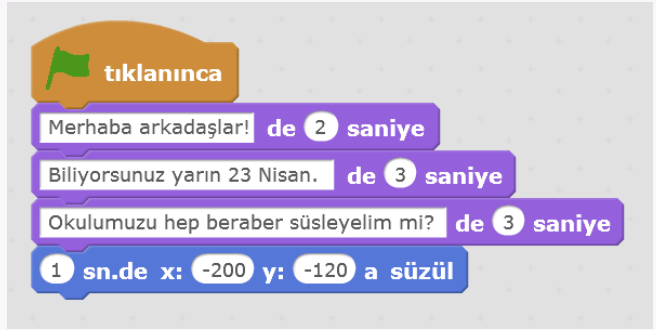 tıklanınca
Merhaba arkadaşlar! de 2 saniye
Biliyorsunuz yarın 23 Nisan. de 3 saniye
Okulumuzu hep beraber süsleyelim mi? de 3 saniye
1 sn.de x: -200 y: -120 a süzül